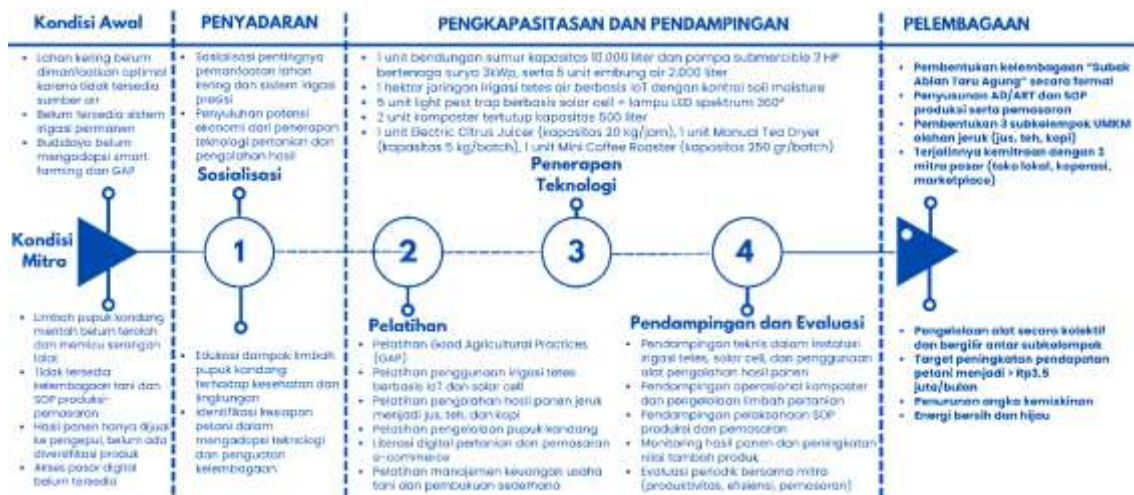 Kondisi Awal
• Lahan kering belum
dimanfaatkan optimal
karena tidak tersedia
sumber air
• Belum tersedia sistem
irigasi permanen
• Budidaya belum
mengadopsi smart
farming dan GAP
Kondisi
Mitra
• Limbah pupuk kandang
mentah belum terolah
dan memicu serangan
lalat
• Tidak tersedia
kelembagaan tani dan
SOP produksi-
pemasaran
• Hasil panen hanya dijual
ke pengepul, belum ada
diversifikasi produk
• Akses pasar digital
belum tersedia
PENYADARAN
• Sosialisasi pentingnya
pemanfaatan lahan
kering dan sistem irigasi
presisi
• Penyuluhan potensi
ekonomi dari penerapan
teknologi pertanian dan
pengolahan hasil
Sosialisasi
1
• Edukasi dampak limbah
pupuk kandang
terhadap kesehatan dan
lingkungan
• Identifikasi kesiapan
petani dalam
mengadopsi teknologi
dan penguatan
kelembagaan
PENGKAPASITASAN DAN PENDAMPINGAN
• 1 unit bendungan sumur kapasitas 10.000 liter dan pompa submercible 2 HP
bertenaga surya 3kWp, serta 5 unit embung air 2.000 liter
• 1 hektar jaringan irigasi tetes air berbasis IoT dengan kontrol soil moisture
• 5 unit light pest trap berbasis solar cell + lampu LED spektrum 360°
• 2 unit komposter tertutup kapasitas 500 liter
• 1 unit Electric Citrus Juicer (kapasitas 20 kg/jam), 1 unit Manual Tea Dryer
(kapasitas 5 kg/batch), 1 unit Mini Coffee Roaster (kapasitas 250 gr/batch)
Penerapan
Teknologi
2
3
4
Pelatihan
• Pelatihan Good Agricultural Practices
(GAP)
• Pelatihan penggunaan irigasi tetes
berbasis IoT dan solar cell
• Pelatihan pengolahan hasil panen jeruk
menjadi jus, teh, dan kopi
• Pelatihan pengelolaan pupuk kandang
• Literasi digital pertanian dan pemasaran
e-commerce
• Pelatihan manajemen keuangan usaha
tani dan pembukuan sederhana
Pendampingan dan Evaluasi
• Pendampingan teknis dalam instalasi
irigasi tetes, solar cell, dan penggunaan
alat pengolahan hasil panen
• Pendampingan operasional komposter
dan pengelolaan limbah pertanian
• Pendampingan pelaksanaan SOP
produksi dan pemasaran
• Monitoring hasil panen dan peningkatan
nilai tambah produk
• Evaluasi periodik bersama mitra
(produktivitas, efisiensi, pemasaran)
PELEMBAGAAN
• Pembentukan kelembagaan "Subak
Abian Taru Agung" secara formal
• Penyusunan AD/ART dan SOP
produksi serta pemasaran
• Pembentukan 3 subkelompok UMKM
olahan jeruk (jus, teh, kopi)
• Terjalinnya kemitraan dengan 3
mitra pasar (toko lokal, koperasi,
marketplace)
• Pengelolaan alat secara kolektif
dan bergilir antar subkelompok
• Target peningkatan pendapatan
petani menjadi > Rp3.5
juta/bulan
• Penurunan angka kemiskinan
• Energi bersih dan hijau